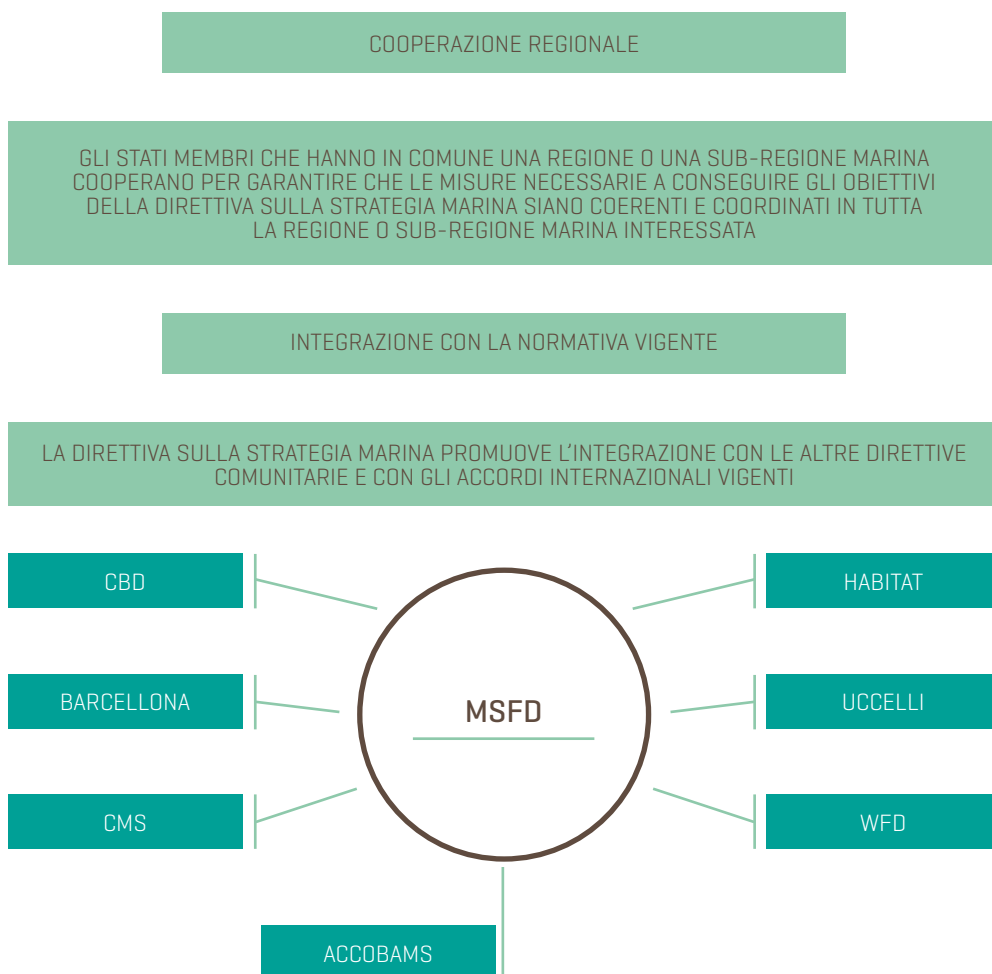 COOPERAZIONE REGIONALE
GLI STATI MEMBRI CHE HANNO IN COMUNE UNA REGIONE O UNA SUB-REGIONE MARINA
COOPERANO PER GARANTIRE CHE LE MISURE NECESSARIE A CONSEGUIRE GLI OBIETTIVI
DELLA DIRETTIVA SULLA STRATEGIA MARINA SIANO COERENTI E COORDINATI IN TUTTA
LA REGIONE O SUB-REGIONE MARINA INTERESSATA
INTEGRAZIONE CON LA NORMATIVA VIGENTE
LA DIRETTIVA SULLA STRATEGIA MARINA PROMUOVE L'INTEGRAZIONE CON LE ALTRE DIRETTIVE
COMUNITARIE E CON GLI ACCORDI INTERNAZIONALI VIGENTI
CBD
HABITAT
BARCELLONA
MSFD
UCCELLI
CMS
WFD
ACCOBAMS